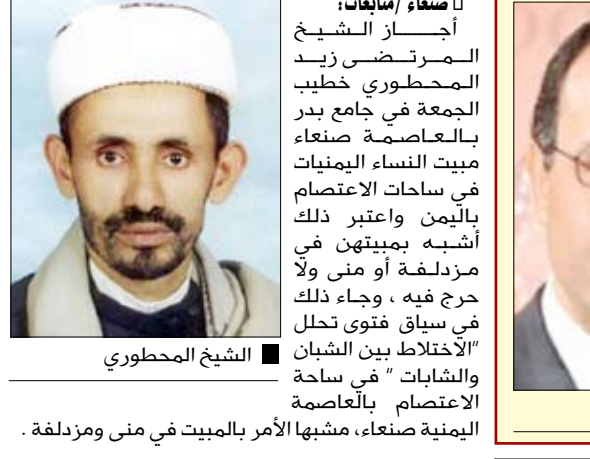 صنعاء / متابعات:
أجاز الشيخ
المرتضى زيد
المحطوري خطيب
الجمعة في جامع بدر
بالعاصمة صنعاء
مبيت النساء اليمنيات
في ساحات الاعتصام
باليمن واعتبر ذلك
أشبه بمبيتهن في
مزدلفة أو منى ولا
حرج فيه ، وجاء ذلك
في سياق فتوى تحلل
"الاختلاط بين الشبان
والشابات " في ساحة
الاعتصام بالعاصمة
اليمنية صنعاء، مشبها الأمر بالمبيت في منى ومزدلفة .
الشيخ المحطوري